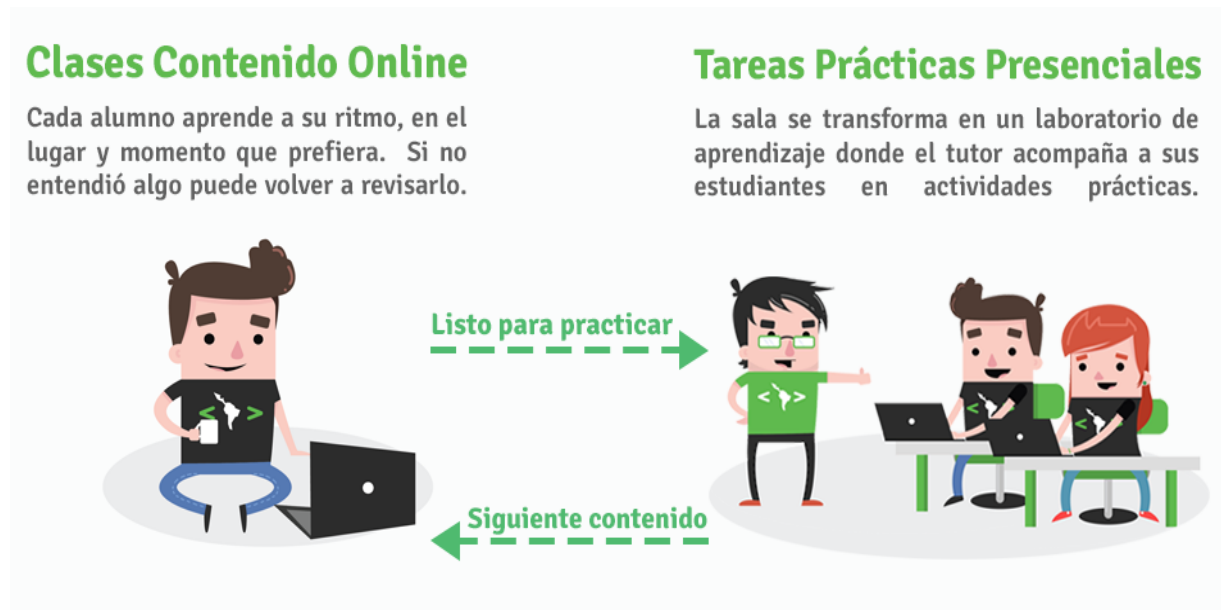 Clases Contenido Online
Cada alumno aprende a su ritmo, en el
lugar y momento que prefiera. Si no
entendió algo puede volver a revisarlo.
Tareas Prácticas Presenciales
La sala se transforma en un laboratorio de
aprendizaje donde el tutor acompaña a sus
estudiantes en actividades prácticas.
Listo para practicar
Siguiente contenido